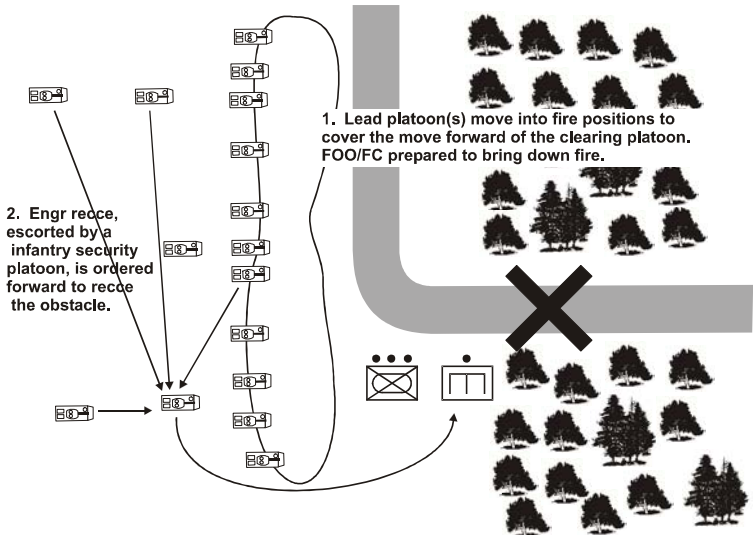 1. Lead platoon(s) move into fire positions to
cover the move forward of the clearing platoon.
FOO/FC prepared to bring down fire.
2. Engr recce,
escorted by a
infantry security
platoon, is ordered
forward to recce
the obstacle.